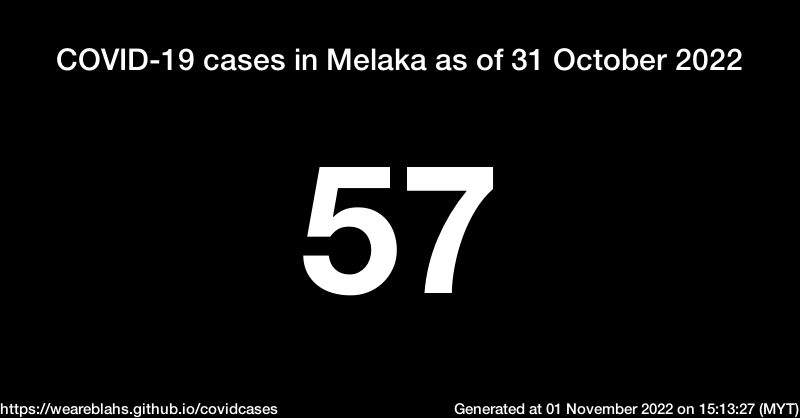 COVID-19 cases in Melaka as of 31 October 2022
57
https://weareblahs.github.io/covidcases
Generated at 01 November 2022 on 15:13:27 (MYT)